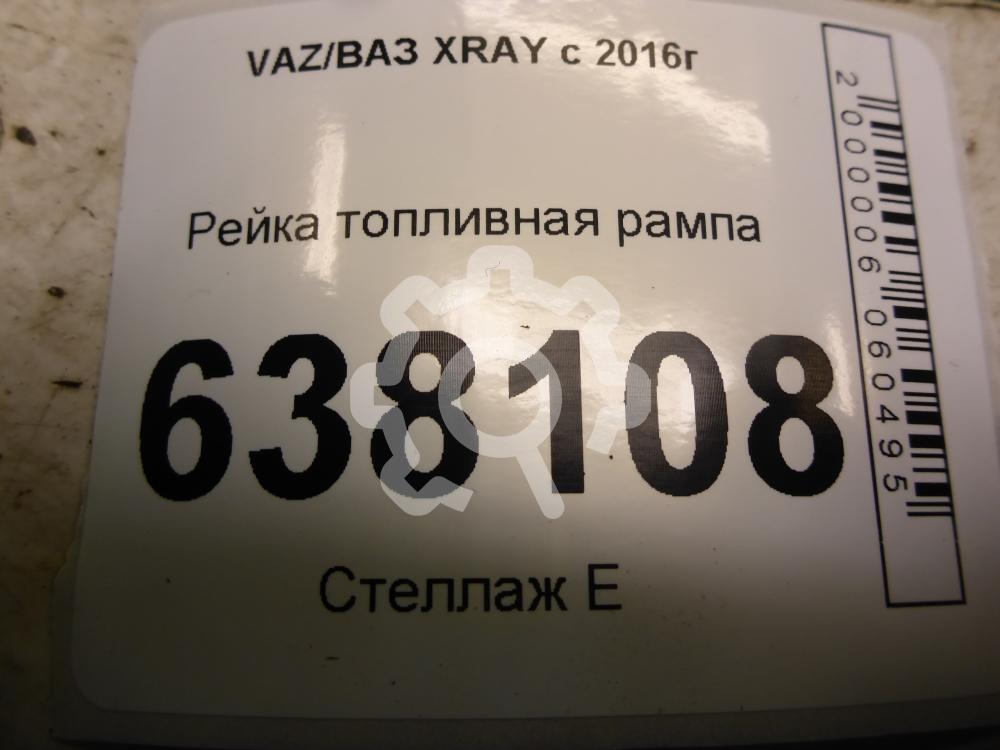 VAZ/ВАЗ XRAY с 2016г
Рейка топливная рампа
638108
Стеллаж Е
2000006060495